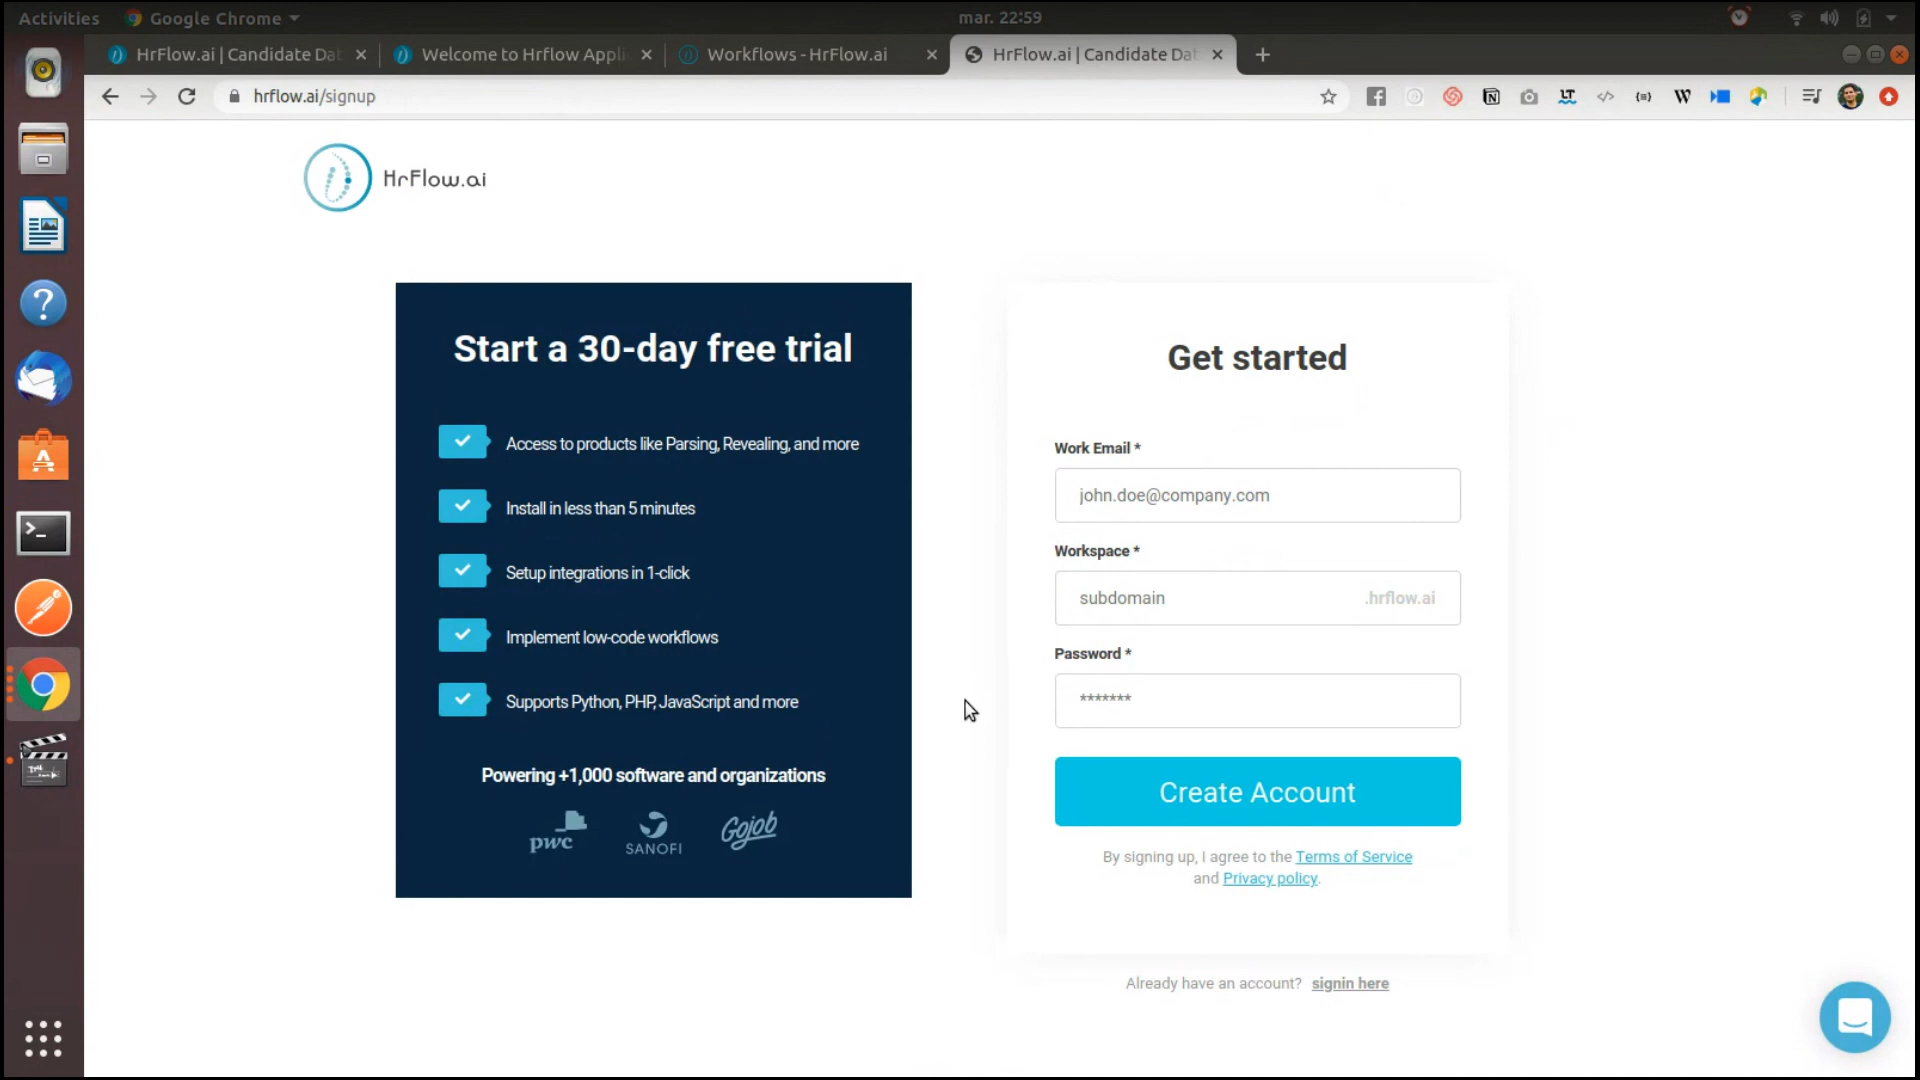 Activities
Google Chrome
mar. 22:59
HrFlow.ai | Candidate Dat
Welcome to Hrflow Appli
Workflows - HrFlow.ai
HrFlow.ai | Candidate Dat
hrflow.ai/signup
HrFlow.ai
Start a 30-day free trial
Access to products like Parsing, Revealing, and more
Install in less than 5 minutes
Setup integrations in 1-click
Implement low-code workflows
Supports Python, PHP, JavaScript and more
Powering +1,000 software and organizations
pwc
SANOFI
Gojob
Get started
Work Email *
john.doe@company.com
Workspace *
subdomain
.hrflow.ai
Password *
*******
Create Account
By signing up, I agree to the Terms of Service
and Privacy policy.
Already have an account? signin here